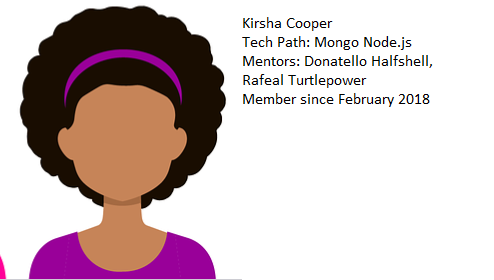 Kirsha Cooper
Tech Path: Mongo Node.js
Mentors: Donatello Halfshell,
Rafeal Turtlepower
Member since February 2018